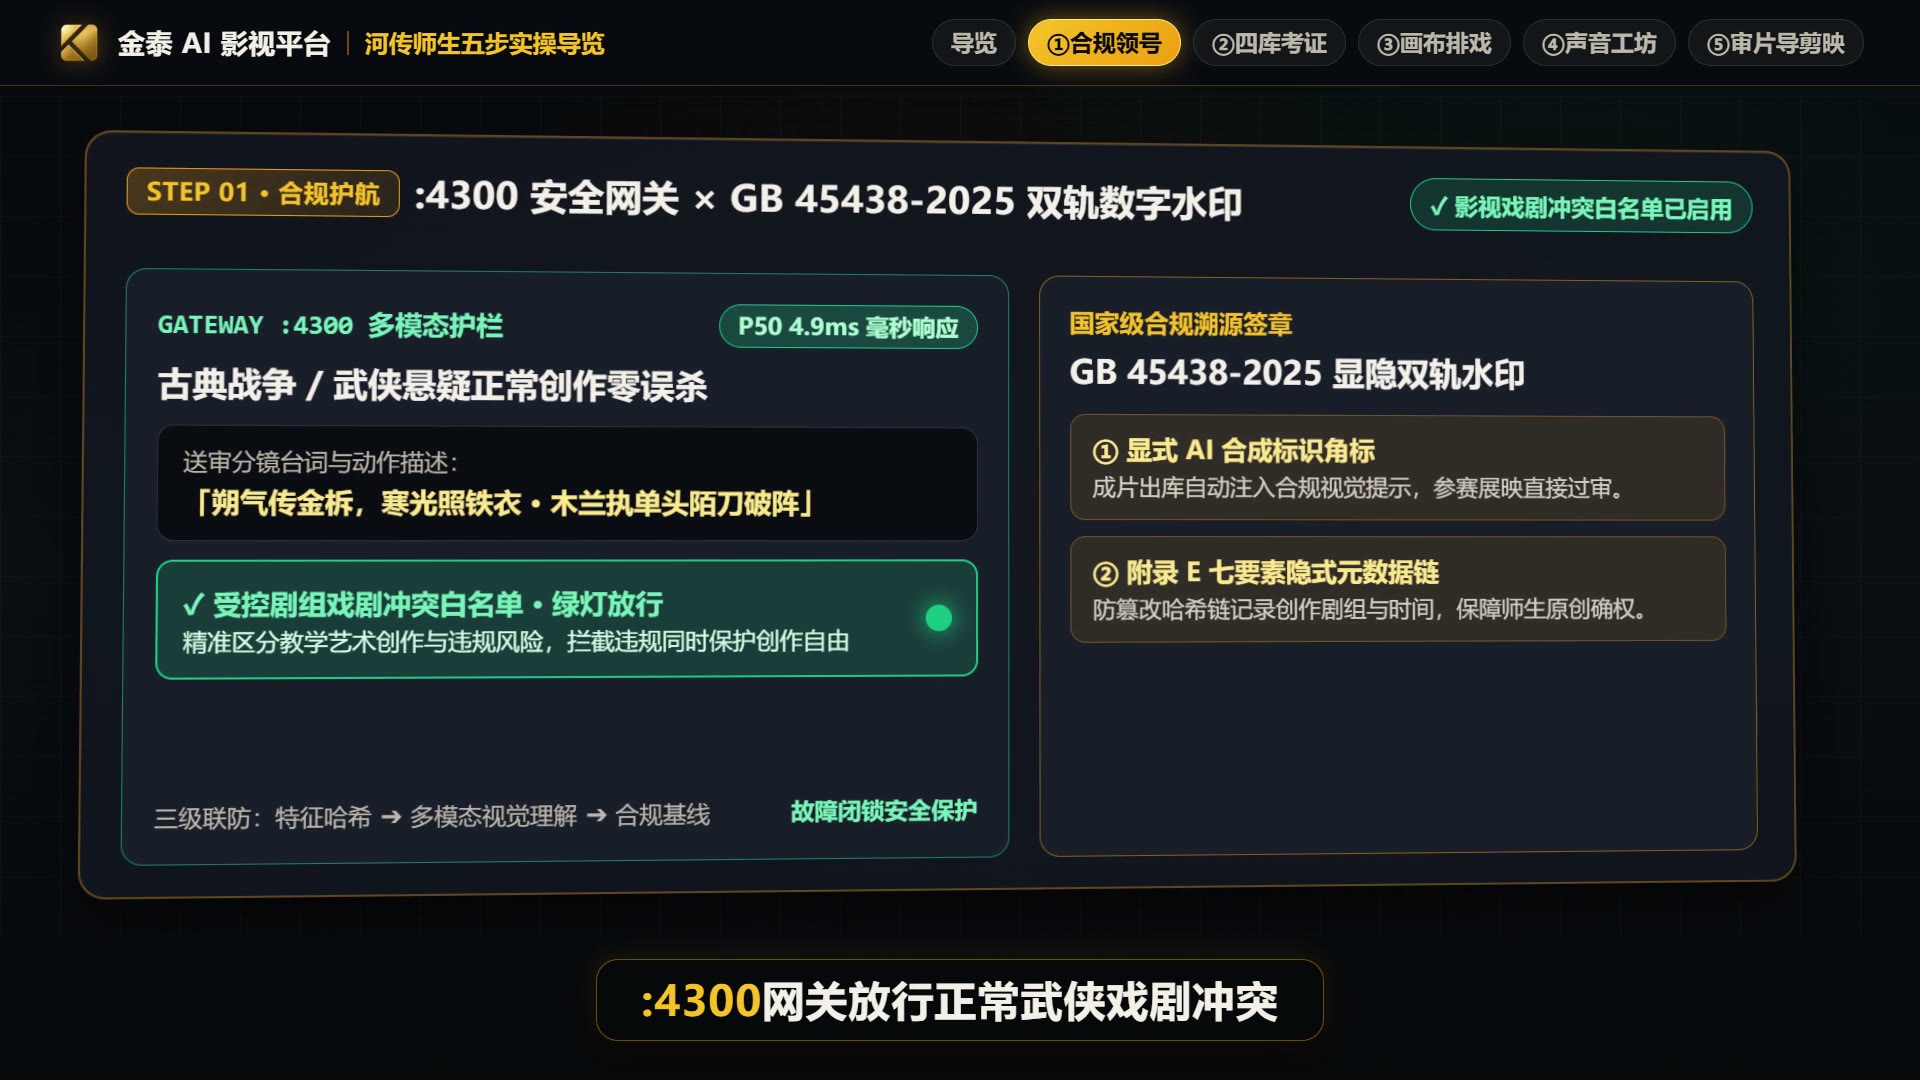 金泰 AI 影视平台 | 河传师生五步实操导览
导览
①合规领号
②四库考证
③画布排戏
④声音工坊
⑤审片导剪映
STEP 01 · 合规护航
:4300 安全网关 × GB 45438-2025 双轨数字水印
✓ 影视戏剧冲突白名单已启用
GATEWAY :4300 多模态护栏
P50 4.9ms 毫秒响应
古典战争 / 武侠悬疑正常创作零误杀
送审分镜台词与动作描述：
「朔气传金柝，寒光照铁衣 · 木兰执单头陌刀破阵」
✓ 受控剧组戏剧冲突白名单 · 绿灯放行
精准区分教学艺术创作与违规风险，拦截违规同时保护创作自由
三级联防：特征哈希 ➔ 多模态视觉理解 ➔ 合规基线
故障闭锁安全保护
国家级合规溯源签章
GB 45438-2025 显隐双轨水印
① 显式 AI 合成标识角标
成片出库自动注入合规视觉提示，参赛展映直接过审。
② 附录 E 七要素隐式元数据链
防篡改哈希链记录创作剧组与时间，保障师生原创确权。
:4300网关放行正常武侠戏剧冲突